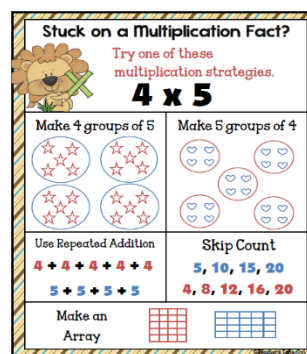 Stuck on a Multiplication Fact?
Try one of these
multiplication strategies.
4 x 5
Make 4 groups of 5
Make 5 groups of 4
Use Repeated Addition
4 + 4 + 4 + 4 + 4
5 + 5 + 5 + 5
Skip Count
5, 10, 15, 20
4, 8, 12, 16, 20
Make an
Array